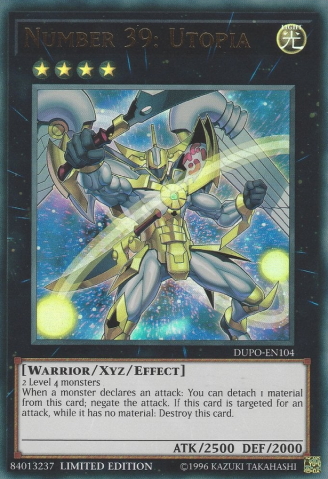 Number 39: Utopia
光
DUPO-EN104
[Warrior/Xyz/Effect]
2 Level 4 monsters
When a monster declares an attack: You can detach 1 material
from this card; negate the attack. If this card is targeted for
an attack, while it has no material: Destroy this card.
ATK/2500 DEF/2000
84013237 LIMITED EDITION ©1996 KAZUKI TAKAHASHI